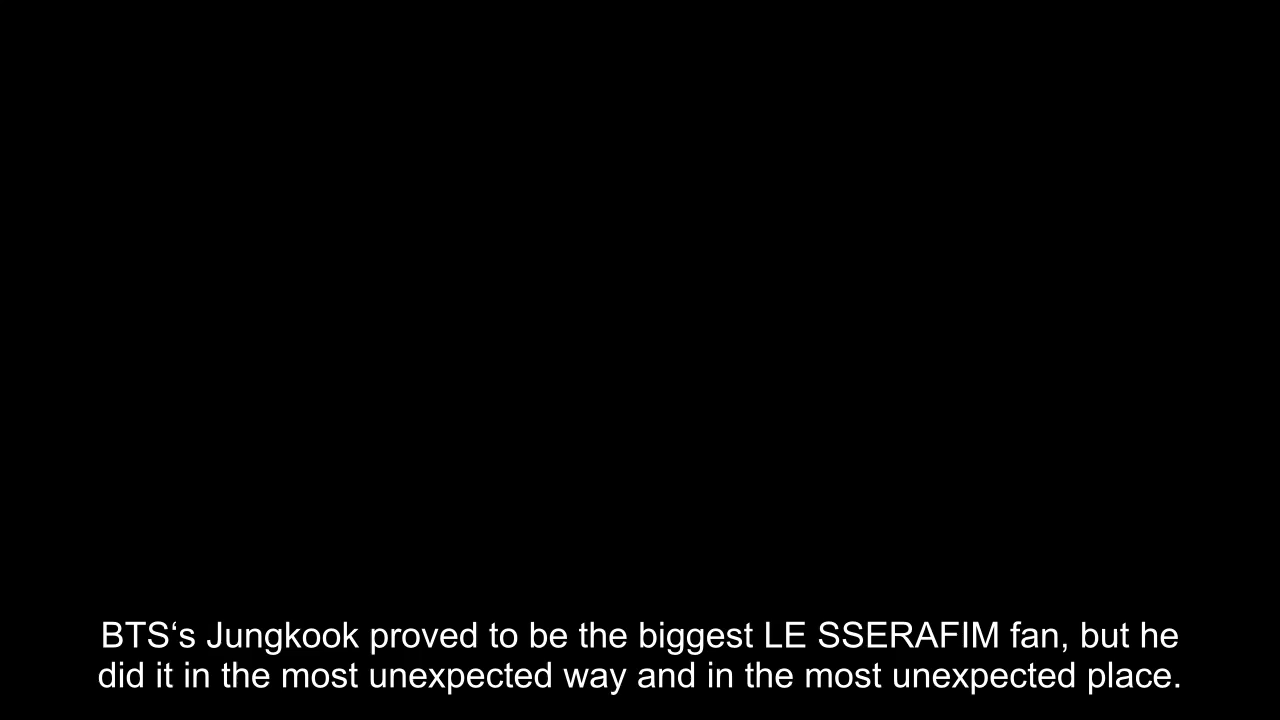 BTS‘s Jungkook proved to be the biggest LE SSERAFIM fan, but he
did it in the most unexpected way and in the most unexpected place.